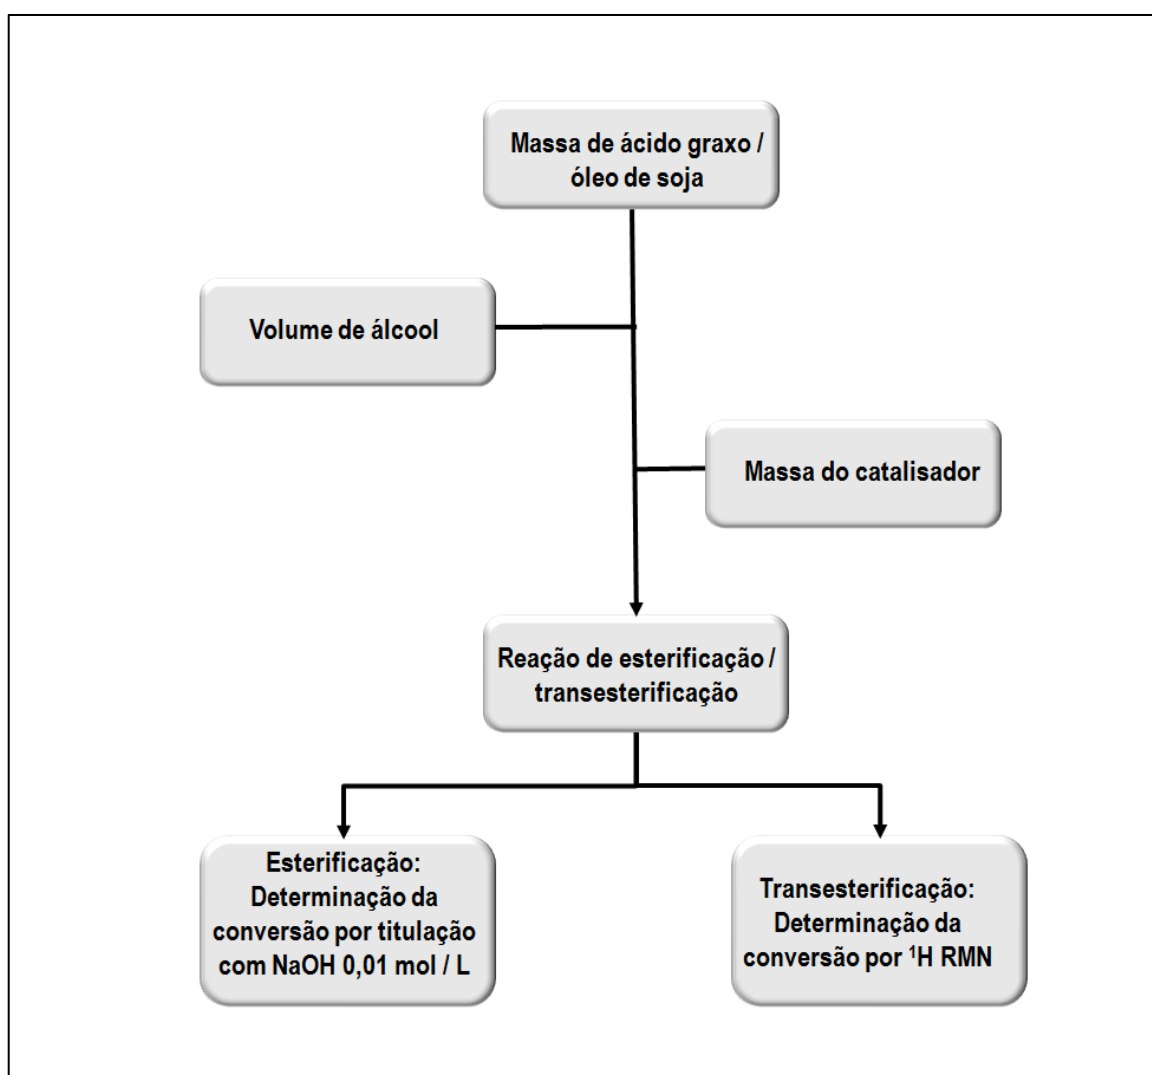 Massa de ácido graxo /
óleo de soja
Volume de álcool
Massa do catalisador
Reação de esterificação /
transesterificação
Esterificação:
Determinação da
conversão por titulação
com NaOH 0,01 mol / L
Transesterificação:
Determinação da
conversão por ¹H RMN